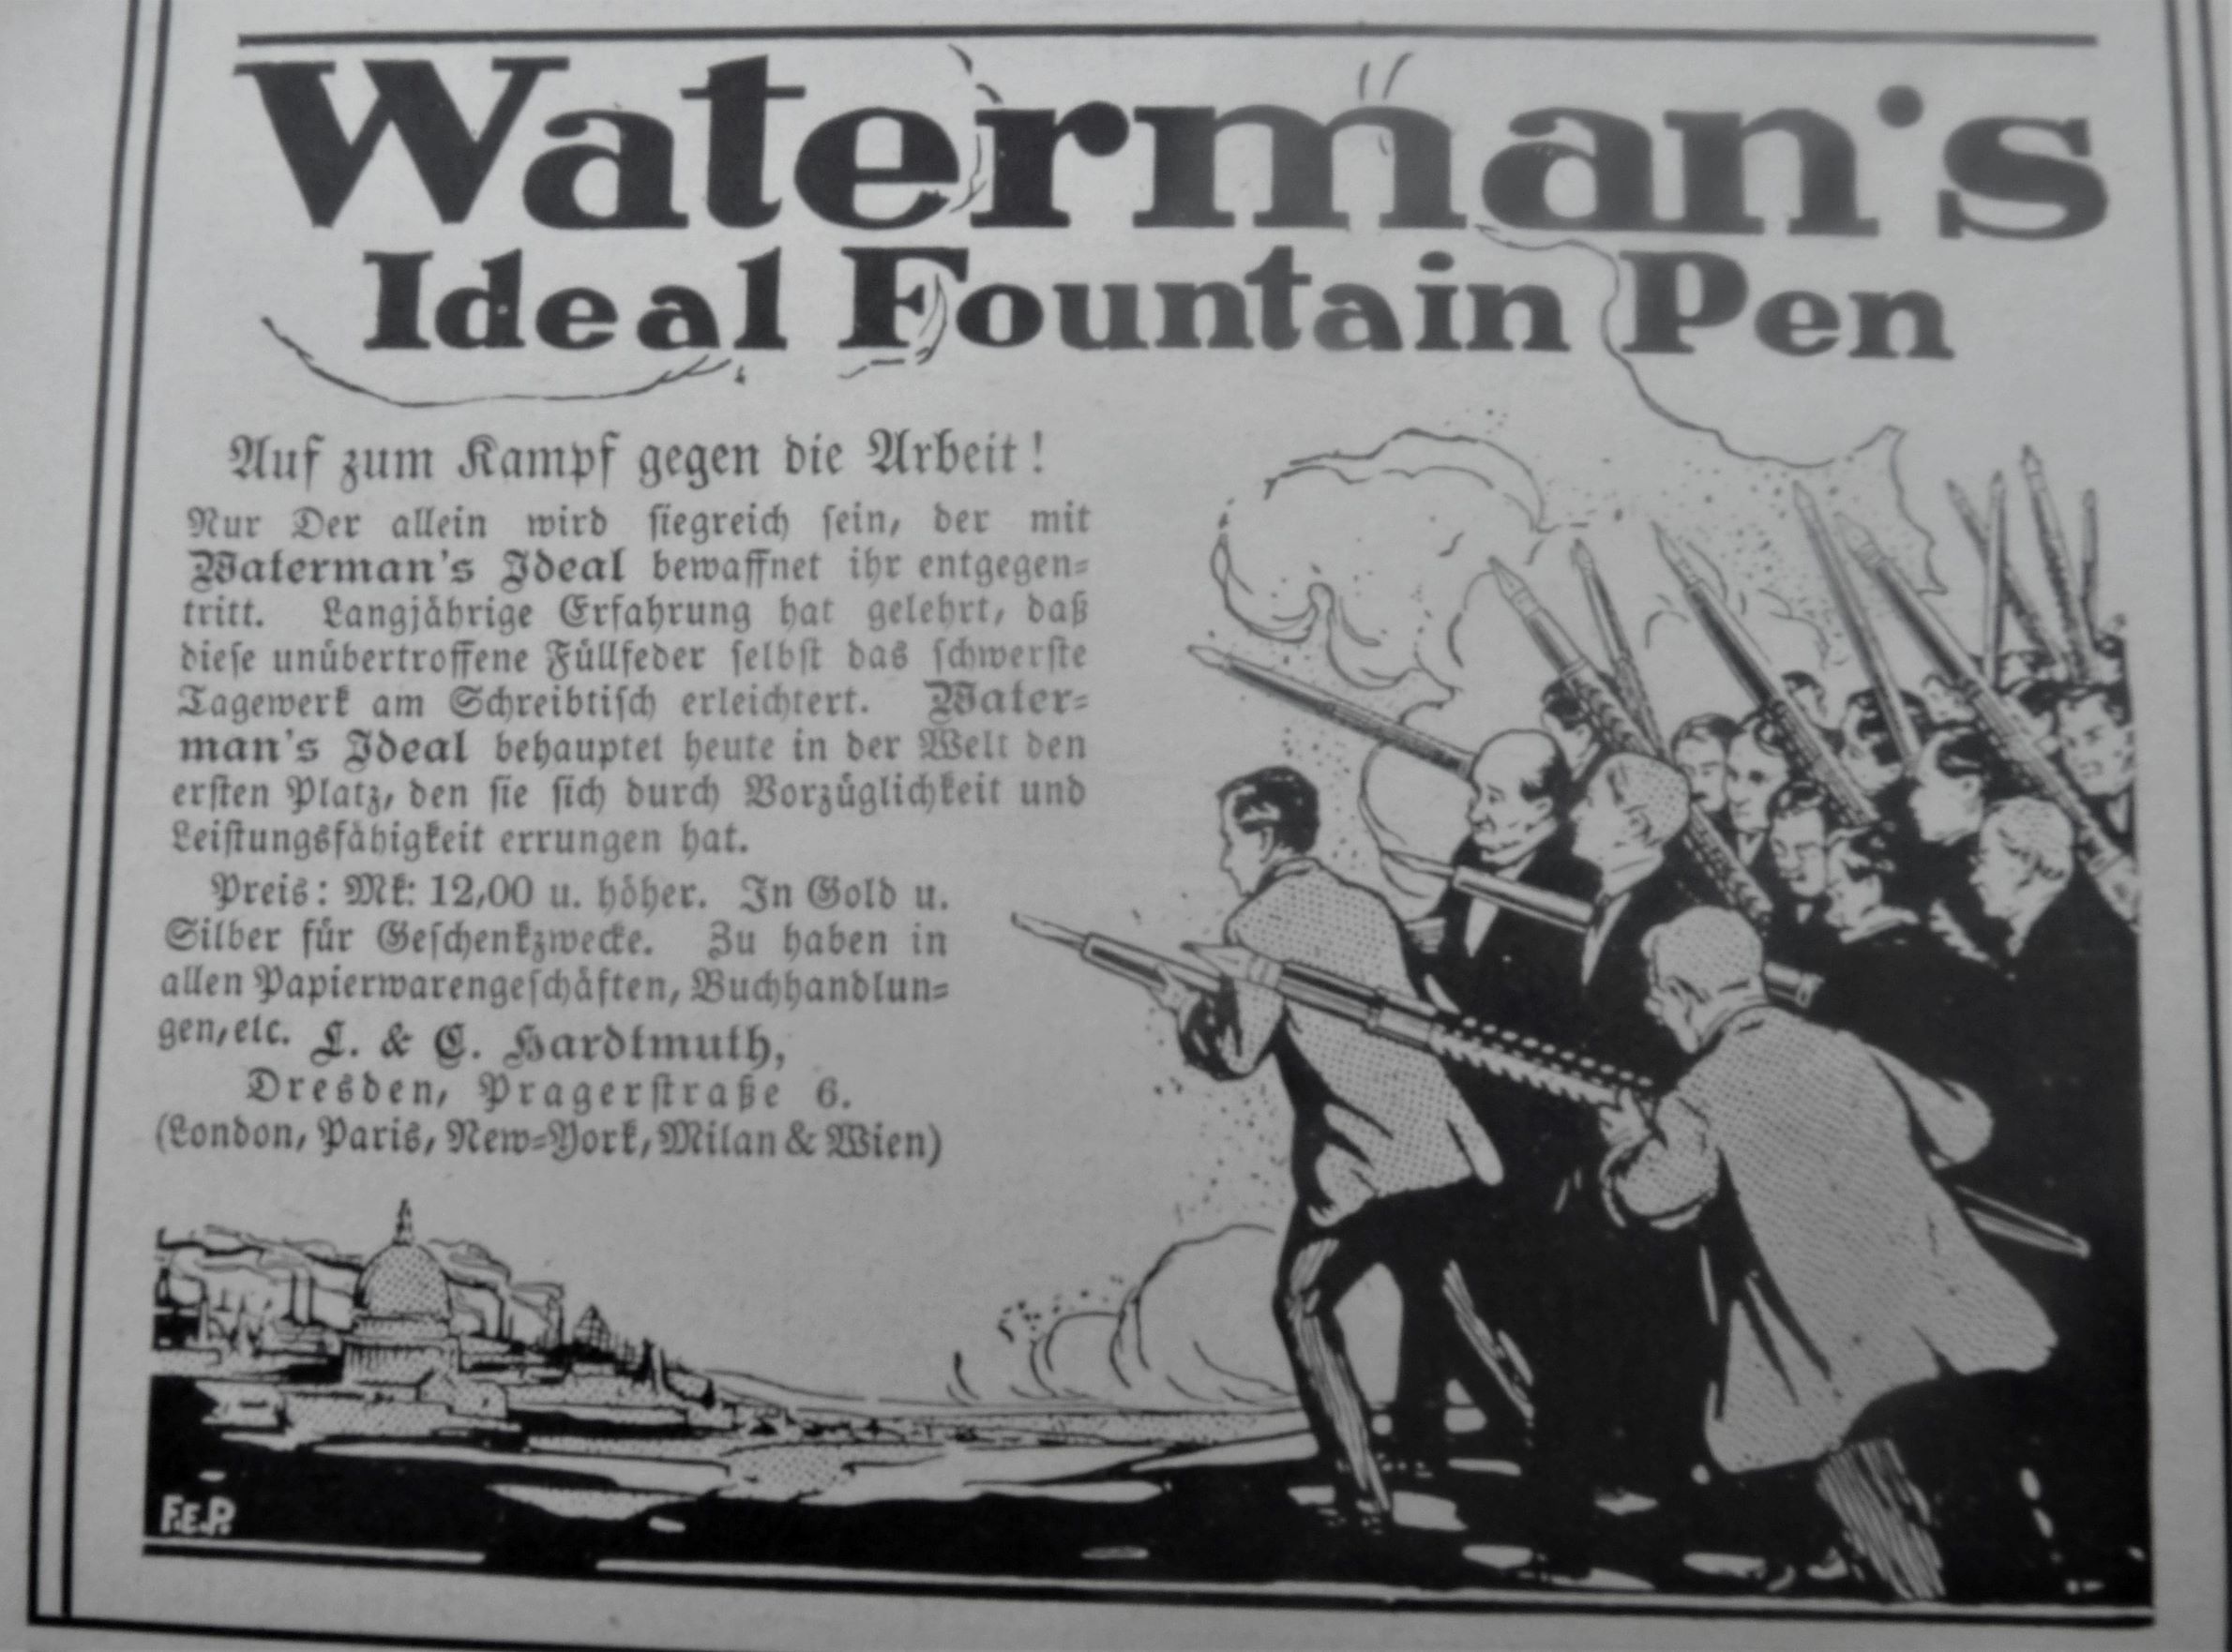 Waterman's
Ideal Fountain Pen
Auf zum Kampf gegen die Arbeit!
Nur Der allein wird siegreich sein, der mit
Waterman's Ideal bewaffnet ihr entgegen-
tritt. Langjährige Erfahrung hat gelehrt, daß
diese unübertroffene Füllfeder selbst das schwerste
Tagewerk am Schreibtisch erleichtert. Water-
man's Ideal behauptet heute in der Welt den
ersten Platz, den sie sich durch Vorzüglichkeit und
Leistungsfähigkeit errungen hat.
Preis: Mk: 12,00 u. höher. In Gold u.
Silber für Geschenkzwecke. Zu haben in
allen Papierwarengeschäften, Buchhandlun-
gen, etc. L. & C. Hardtmuth,
Dresden, Pragerstraße 6.
(London, Paris, New-York, Milan & Wien)
F.E.P.